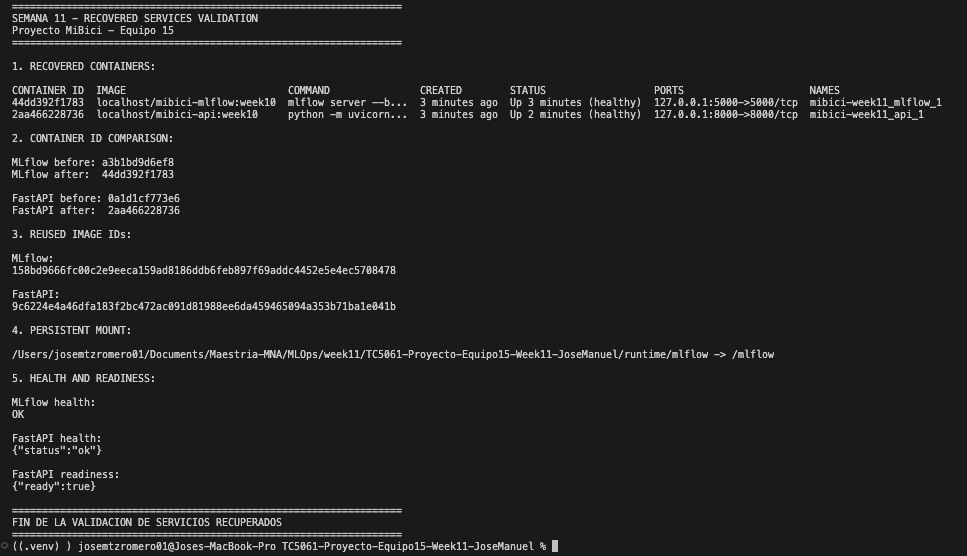 =================================================================
SEMANA 11 - RECOVERED SERVICES VALIDATION
Proyecto MiBici - Equipo 15
=================================================================
1. RECOVERED CONTAINERS:
CONTAINER ID  IMAGE                           COMMAND               CREATED        STATUS                  PORTS                     NAMES
44dd392f1783  localhost/mibici-mlflow:week10  mlflow server --b...  3 minutes ago  Up 3 minutes (healthy)  127.0.0.1:5000->5000/tcp  mibici-week11_mlflow_1
2aa466228736  localhost/mibici-api:week10     python -m uvicorn...  3 minutes ago  Up 2 minutes (healthy)  127.0.0.1:8000->8000/tcp  mibici-week11_api_1
2. CONTAINER ID COMPARISON:
MLflow before: a3b1bd9d6ef8
MLflow after:  44dd392f1783
FastAPI before: 0a1d1cf773e6
FastAPI after:  2aa466228736
3. REUSED IMAGE IDs:
MLflow:
158bd9666fc00c2e9eeca159ad8186ddb6feb897f69addc4452e5e4ec5708478
FastAPI:
9c6224e4a46dfa183f2bc472ac091d81988ee6da459465094a353b71ba1e041b
4. PERSISTENT MOUNT:
/Users/josemtzromero01/Documents/Maestria-MNA/MLOps/week11/TC5061-Proyecto-Equipo15-Week11-JoseManuel/runtime/mlflow -> /mlflow
5. HEALTH AND READINESS:
MLflow health:
OK
FastAPI health:
{"status":"ok"}
FastAPI readiness:
{"ready":true}
=================================================================
FIN DE LA VALIDACION DE SERVICIOS RECUPERADOS
=================================================================
((.venv) ) josemtzromero01@Joses-MacBook-Pro TC5061-Proyecto-Equipo15-Week11-JoseManuel %